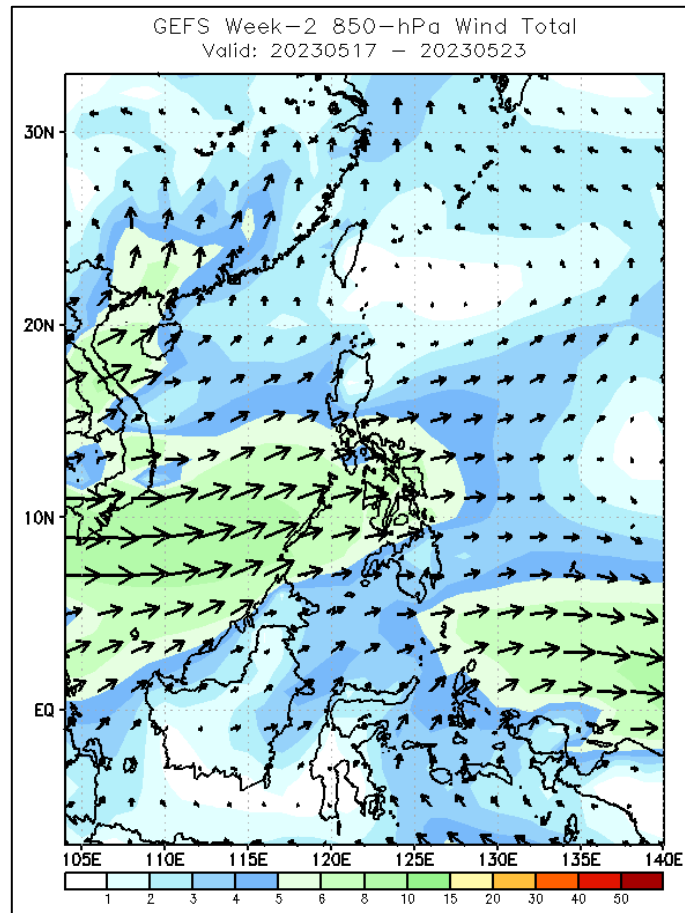 GEFS Week-2 850-hPa Wind Total
Valid: 20230517 - 20230523
30N
20N
10N
EQ
105E 110E 115E 120E 125E 130E 135E 140E
1 2 3 4 5 6 8 10 15 20 30 40 50